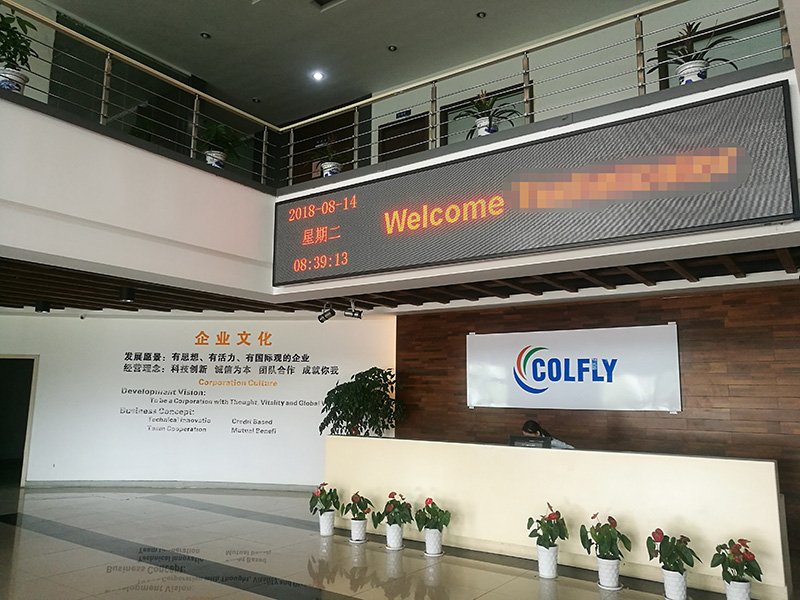 2018-08-14
星期二
08:39:13
Welcome
企业文化
发展愿景：有思想、有活力、有国际观的企业
经营理念：科技创新 诚信为本 团队合作 成就你我
Corporation Culture
Development Vision:
To be a Corporation with Thought, Vitality and Global
Business Concept:
Technical Innovatio Credit Based
Team Cooperation Mutual Benefi
COLFLY